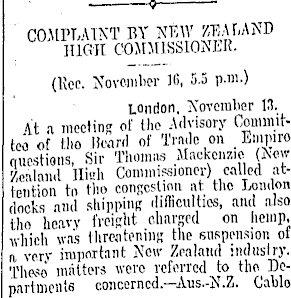 COMPLAINT BY NEW ZEALAND
HIGH COMMISSIONER.
(Rec. November 16, 5.5 p.m.)
London, November 13.
At a meeting of the Advisory Commit-
tee of the Board of Trade on Empire
questions, Sir Thomas Mackenzie (New
Zealand High Commissioner) called at-
tention to the congestion at the London
docks and shipping difficulties, and also
the heavy freight charged on hemp,
which was threatening the suspension of
a very important New Zealand industry.
These matters were referred to the De-
partments concerned.—Aus.-N.Z. Cable